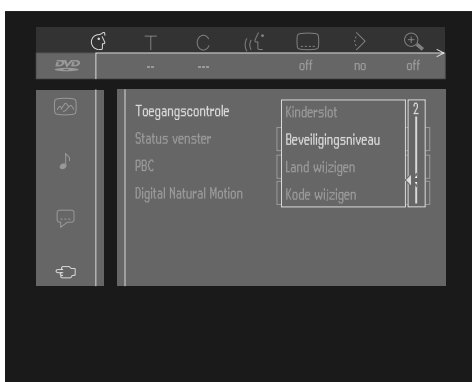 T C
DVD -- --- off no off
Toegangscontrole Kinderslot 2
Status venster Beveiligingsniveau
PBC Land wijzigen
Digital Natural Motion Kode wijzigen